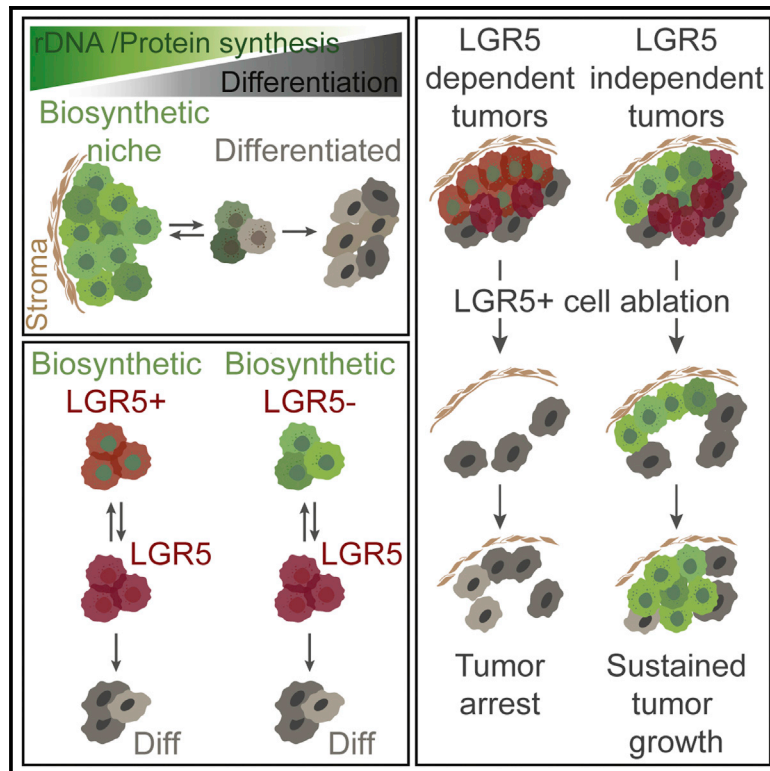 rDNA /Protein synthesis
Differentiation
Biosynthetic
niche
Differentiated
Stroma
Biosynthetic
LGR5+
Biosynthetic
LGR5-
LGR5
LGR5
Diff
Diff
LGR5
dependent
tumors
LGR5
independent
tumors
LGR5+ cell ablation
Tumor
arrest
Sustained
tumor
growth